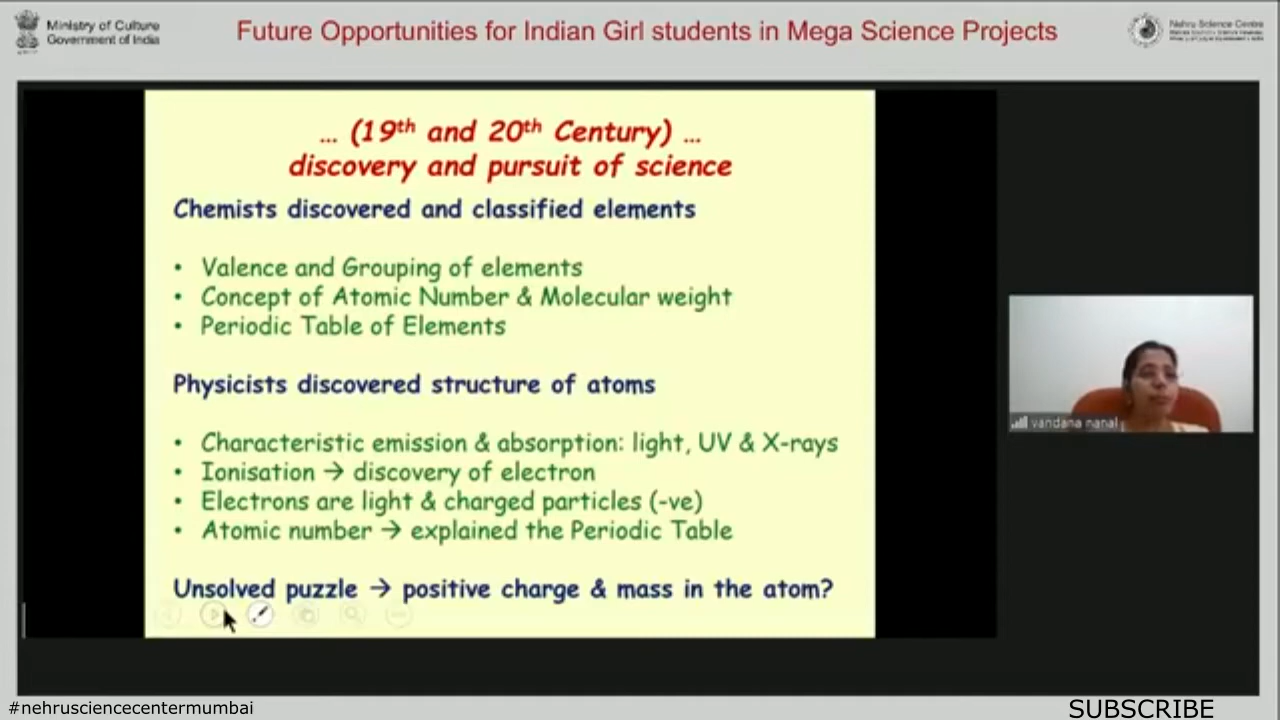 Ministry of Culture
Government of India
Future Opportunities for Indian Girl students in Mega Science Projects
Nehru Science Centre
... (19th and 20th Century) ...
discovery and pursuit of science
Chemists discovered and classified elements
• Valence and Grouping of elements
• Concept of Atomic Number & Molecular weight
• Periodic Table of Elements
Physicists discovered structure of atoms
• Characteristic emission & absorption: light, UV & X-rays
• Ionisation → discovery of electron
• Electrons are light & charged particles (-ve)
• Atomic number → explained the Periodic Table
Unsolved puzzle → positive charge & mass in the atom?
vandana nanal
#nehrusciencecentermumbai
SUBSCRIBE